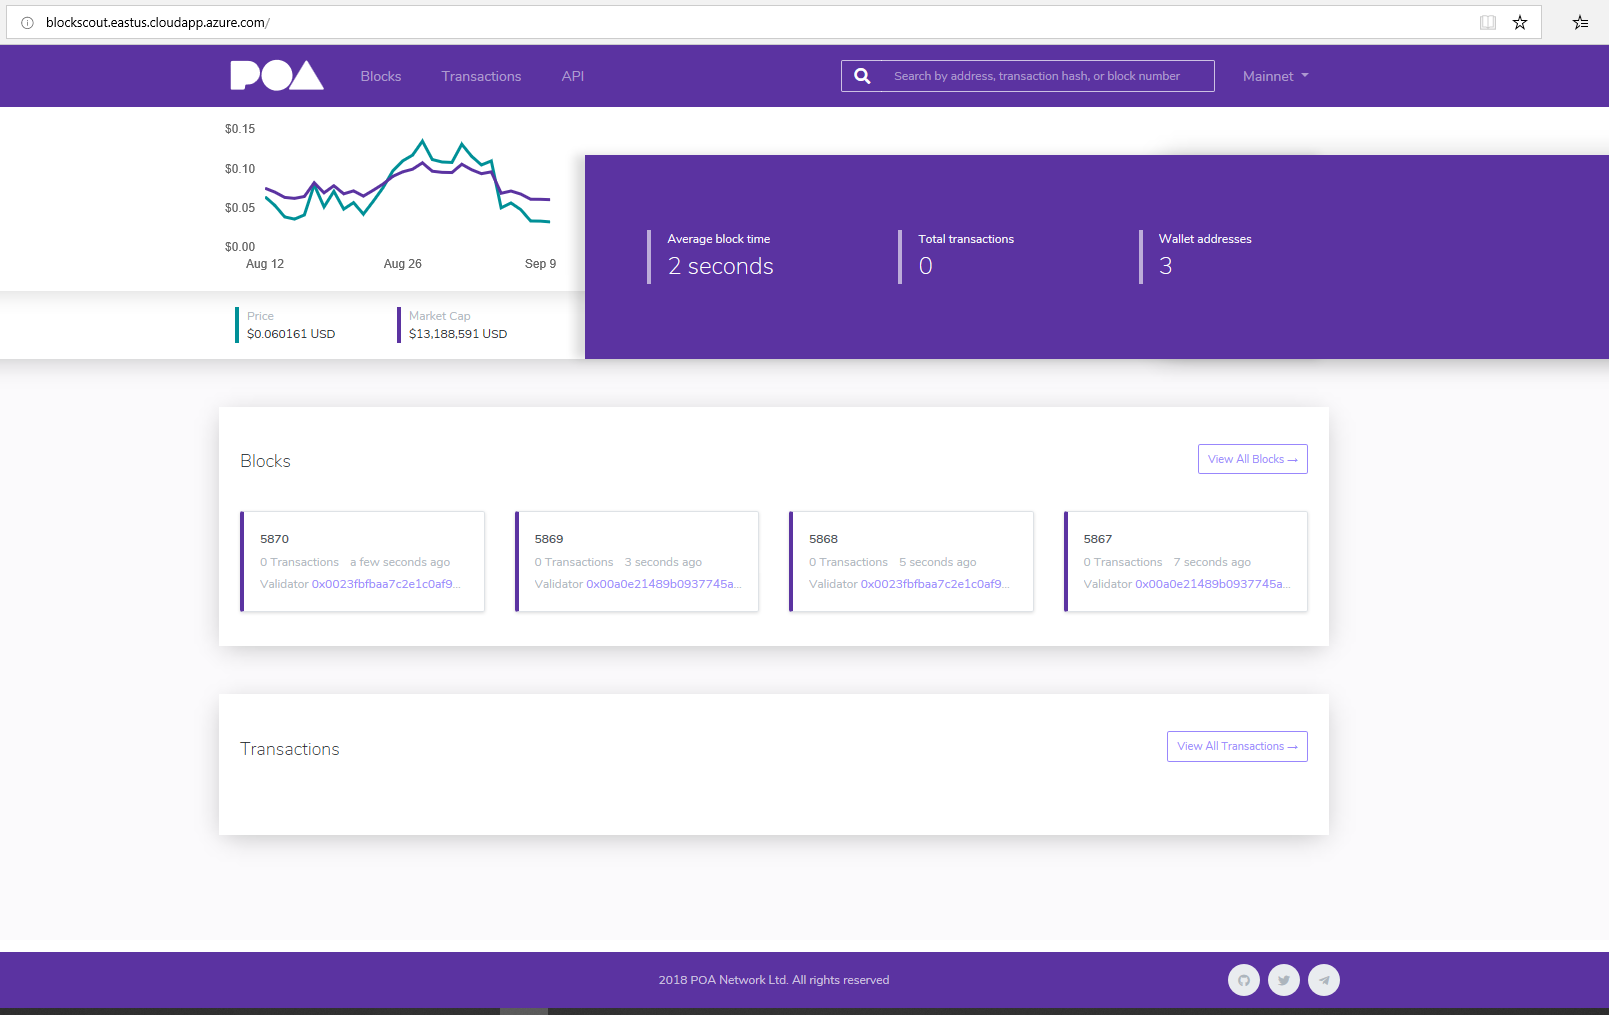 blockscout.eastus.cloudapp.azure.com/
POA Blocks Transactions API Search by address, transaction hash, or block number Mainnet
$0.15
$0.10
$0.05
$0.00
Aug 12 Aug 26 Sep 9
Price
$0.060161 USD
Market Cap
$13,188,591 USD
Average block time
2 seconds
Total transactions
0
Wallet addresses
3
Blocks
View All Blocks →
5870
0 Transactions a few seconds ago
Validator 0x0023fbfbaa7c2e1c0af9...
5869
0 Transactions 3 seconds ago
Validator 0x00a0e21489b0937745a...
5868
0 Transactions 5 seconds ago
Validator 0x0023fbfbaa7c2e1c0af9...
5867
0 Transactions 7 seconds ago
Validator 0x00a0e21489b0937745a...
Transactions
View All Transactions →
2018 POA Network Ltd. All rights reserved